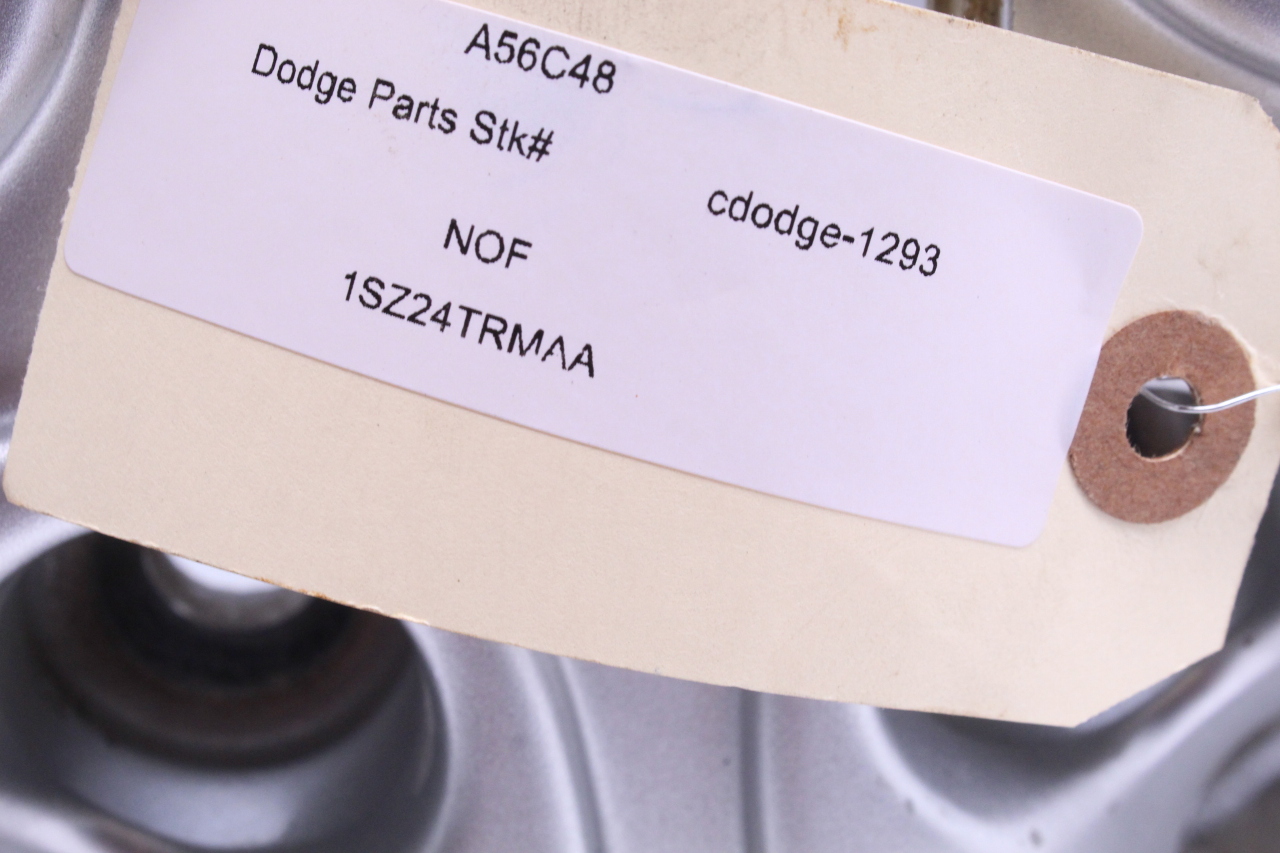 A56C48
Dodge Parts Stk#
cdodge-1293
NOF
1SZ24TRMAA